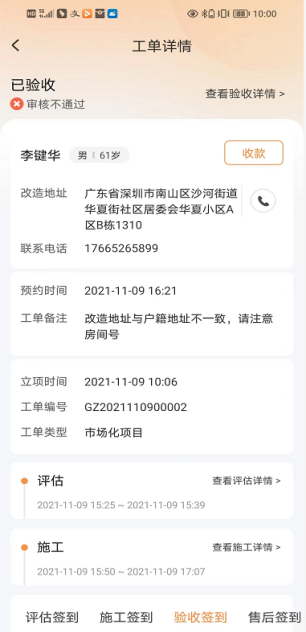 10:00
工单详情
已验收
审核不通过
查看验收详情 >
李键华 男 | 61岁
收款
改造地址 广东省深圳市南山区沙河街道
华夏街社区居委会华夏小区A
区B栋1310
联系电话 17665265899
预约时间 2021-11-09 16:21
工单备注 改造地址与户籍地址不一致，请注意
房间号
立项时间 2021-11-09 10:06
工单编号 GZ2021110900002
工单类型 市场化项目
评估 查看评估详情 >
2021-11-09 15:25 ~ 2021-11-09 15:39
施工 查看施工详情 >
2021-11-09 15:50 ~ 2021-11-09 17:07
评估签到 施工签到 验收签到 售后签到